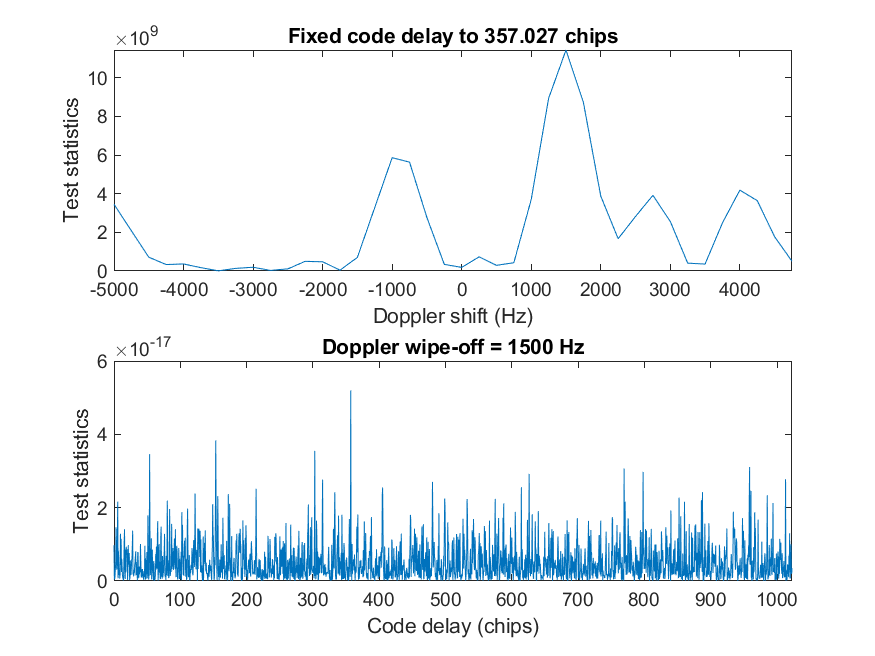 ×10^9
Fixed code delay to 357.027 chips
10
8
6
4
2
0
Test statistics
-5000 -4000 -3000 -2000 -1000 0 1000 2000 3000 4000
Doppler shift (Hz)
×10^-17
Doppler wipe-off = 1500 Hz
6
4
2
0
Test statistics
0 100 200 300 400 500 600 700 800 900 1000
Code delay (chips)